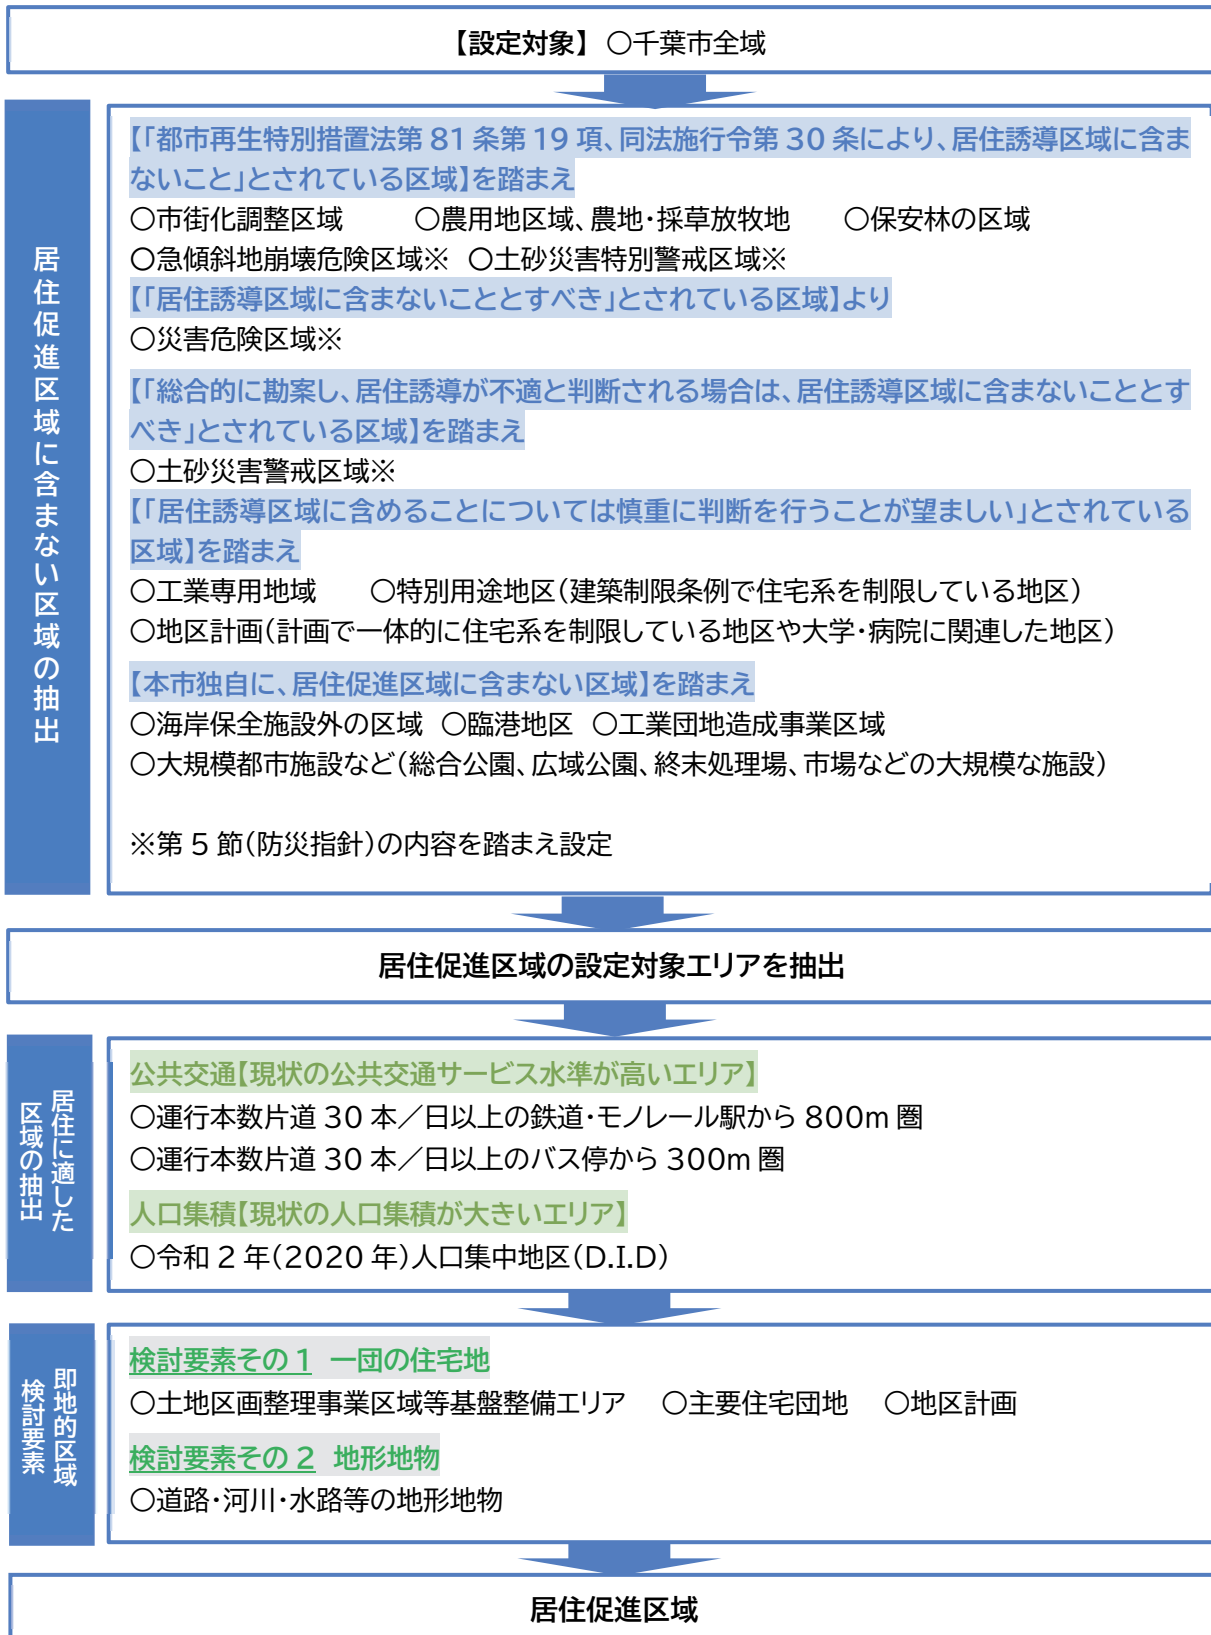 【設定対象】 ○千葉市全域
居住促進区域に含まない区域の抽出
【「都市再生特別措置法第 81 条第 19 項、同法施行令第 30 条により、居住誘導区域に含ま
ないこと」とされている区域】を踏まえ
○市街化調整区域 ○農用地区域、農地・採草放牧地 ○保安林の区域
○急傾斜地崩壊危険区域※ ○土砂災害特別警戒区域※
【「居住誘導区域に含まないこととすべき」とされている区域】より
○災害危険区域※
【「総合的に勘案し、居住誘導が不適と判断される場合は、居住誘導区域に含まないこととす
べき」とされている区域】を踏まえ
○土砂災害警戒区域※
【「居住誘導区域に含めることについては慎重に判断を行うことが望ましい」とされている
区域】を踏まえ
○工業専用地域 ○特別用途地区(建築制限条例で住宅系を制限している地区)
○地区計画(計画で一体的に住宅系を制限している地区や大学・病院に関連した地区)
【本市独自に、居住促進区域に含まない区域】を踏まえ
○海岸保全施設外の区域 ○臨港地区 ○工業団地造成事業区域
○大規模都市施設など(総合公園、広域公園、終末処理場、市場などの大規模な施設)
※第 5 節(防災指針)の内容を踏まえ設定
居住促進区域の設定対象エリアを抽出
居住に適した
区域の抽出
公共交通【現状の公共交通サービス水準が高いエリア】
○運行本数片道 30 本/日以上の鉄道・モノレール駅から 800m 圏
○運行本数片道 30 本/日以上のバス停から 300m 圏
人口集積【現状の人口集積が大きいエリア】
○令和 2 年(2020 年)人口集中地区(D.I.D)
即地的区域
検討要素
検討要素その 1 一団の住宅地
○土地区画整理事業区域等基盤整備エリア ○主要住宅団地 ○地区計画
検討要素その 2 地形地物
○道路・河川・水路等の地形地物
居住促進区域